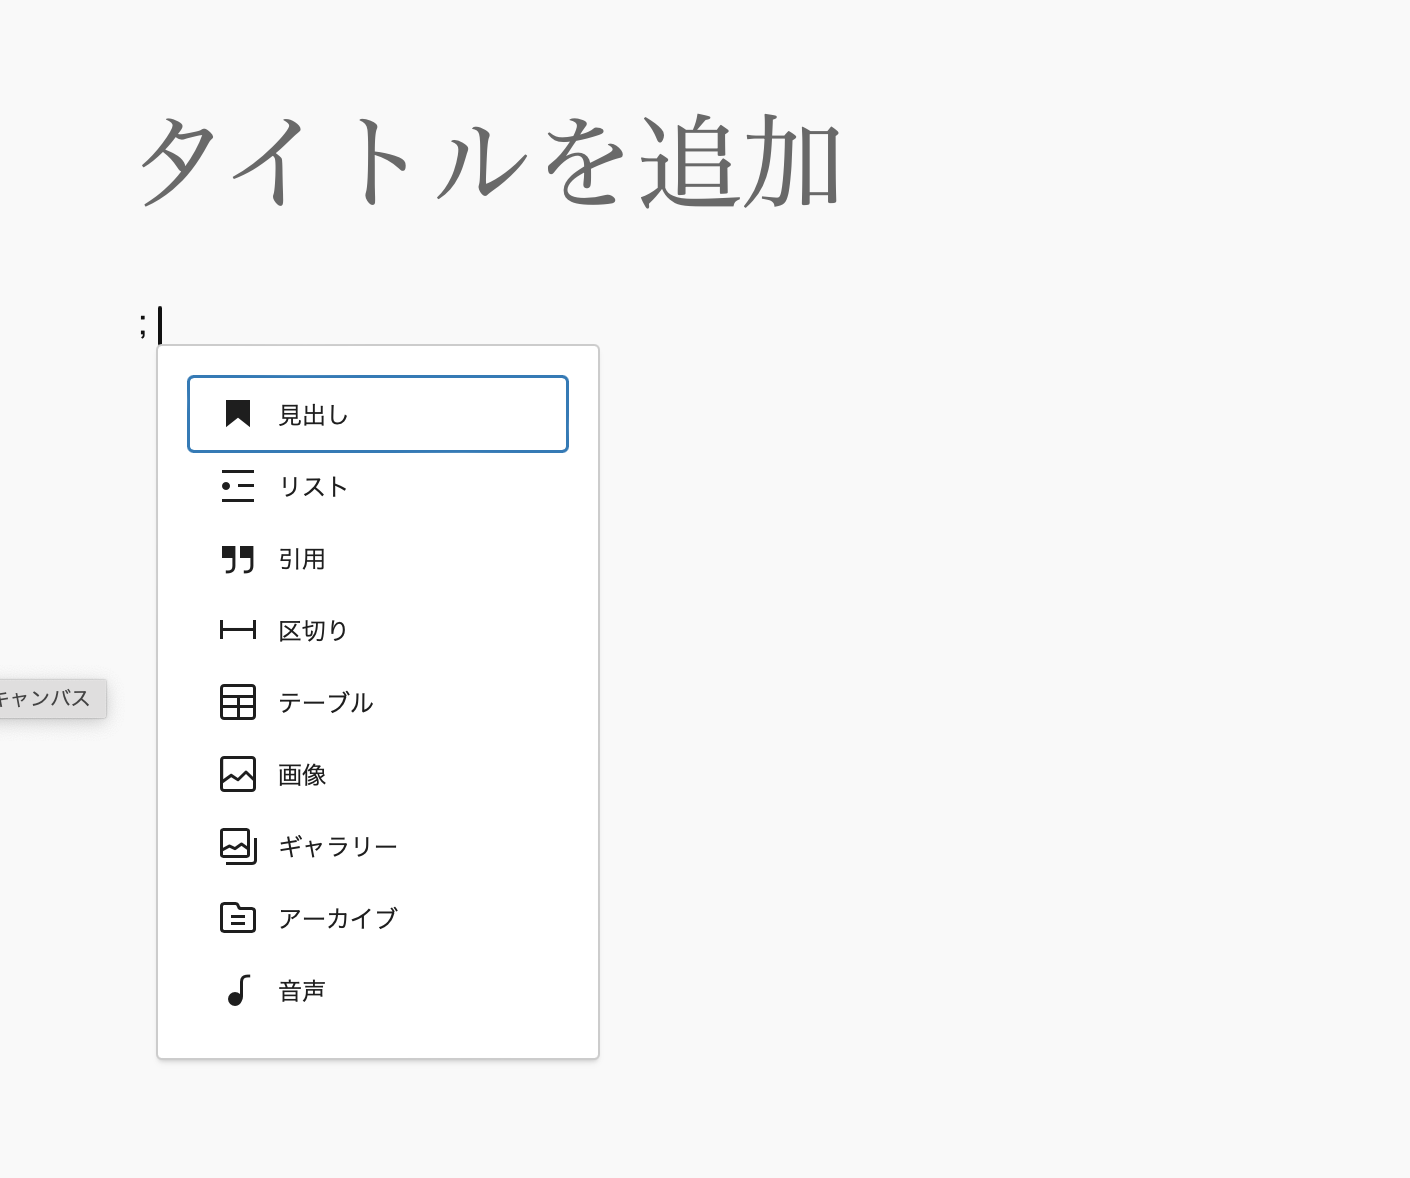 タイトルを追加
;
見出し
リスト
引用
区切り
テーブル
キャンバス
画像
ギャラリー
アーカイブ
音声